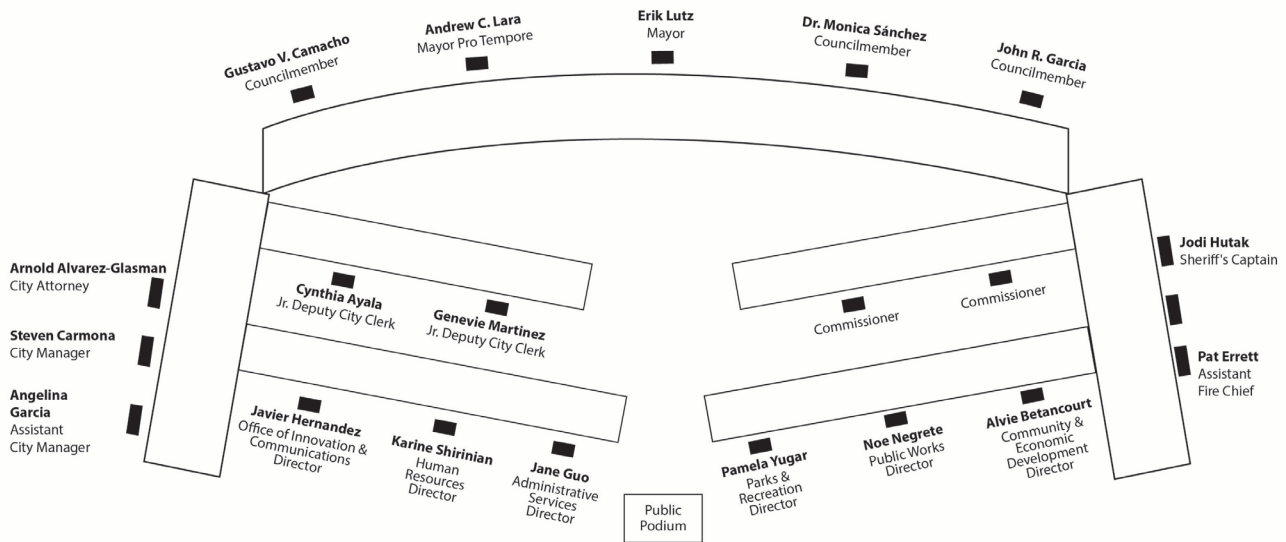 Gustavo V. Camacho
Councilmember
Andrew C. Lara
Mayor Pro Tempore
Erik Lutz
Mayor
Dr. Monica Sánchez
Councilmember
John R. Garcia
Councilmember
Arnold Alvarez-Glasman
City Attorney
Steven Carmona
City Manager
Angelina
Garcia
Assistant
City Manager
Cynthia Ayala
Jr. Deputy City Clerk
Genevie Martinez
Jr. Deputy City Clerk
Commissioner
Commissioner
Jodi Hutak
Sheriff's Captain
Pat Errett
Assistant
Fire Chief
Javier Hernandez
Office of Innovation &
Communications
Director
Karine Shirinian
Human
Resources
Director
Jane Guo
Administrative
Services
Director
Pamela Yugar
Parks &
Recreation
Director
Noe Negrete
Public Works
Director
Alvie Betancourt
Community &
Economic
Development
Director
Public
Podium